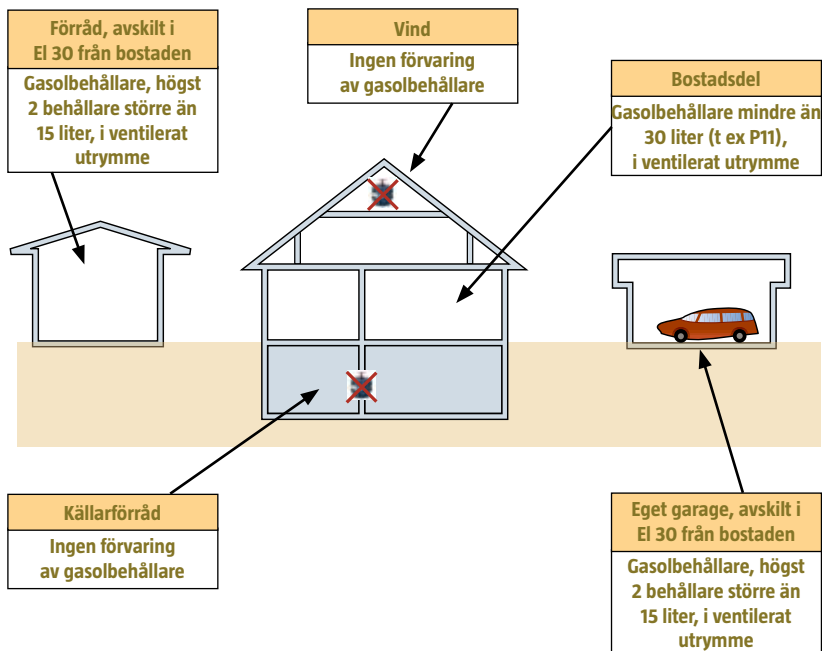 Förråd, avskilt i
El 30 från bostaden
Gasolbehållare, högst
2 behållare större än
15 liter, i ventilerat
utrymme
Vind
Ingen förvaring
av gasolbehållare
Bostadsdel
Gasolbehållare mindre än
30 liter (t ex P11),
i ventilerat utrymme
Källarförråd
Ingen förvaring
av gasolbehållare
Eget garage, avskilt i
El 30 från bostaden
Gasolbehållare, högst
2 behållare större än
15 liter, i ventilerat
utrymme